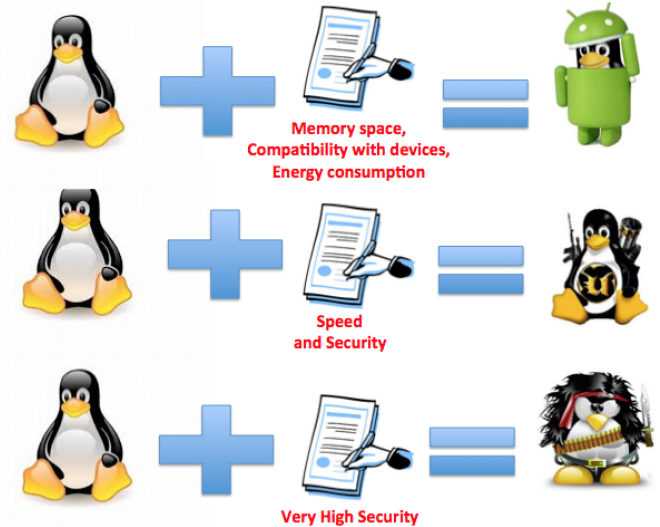 Memory space,
Compatibility with devices,
Energy consumption
Speed
and Security
Very High Security